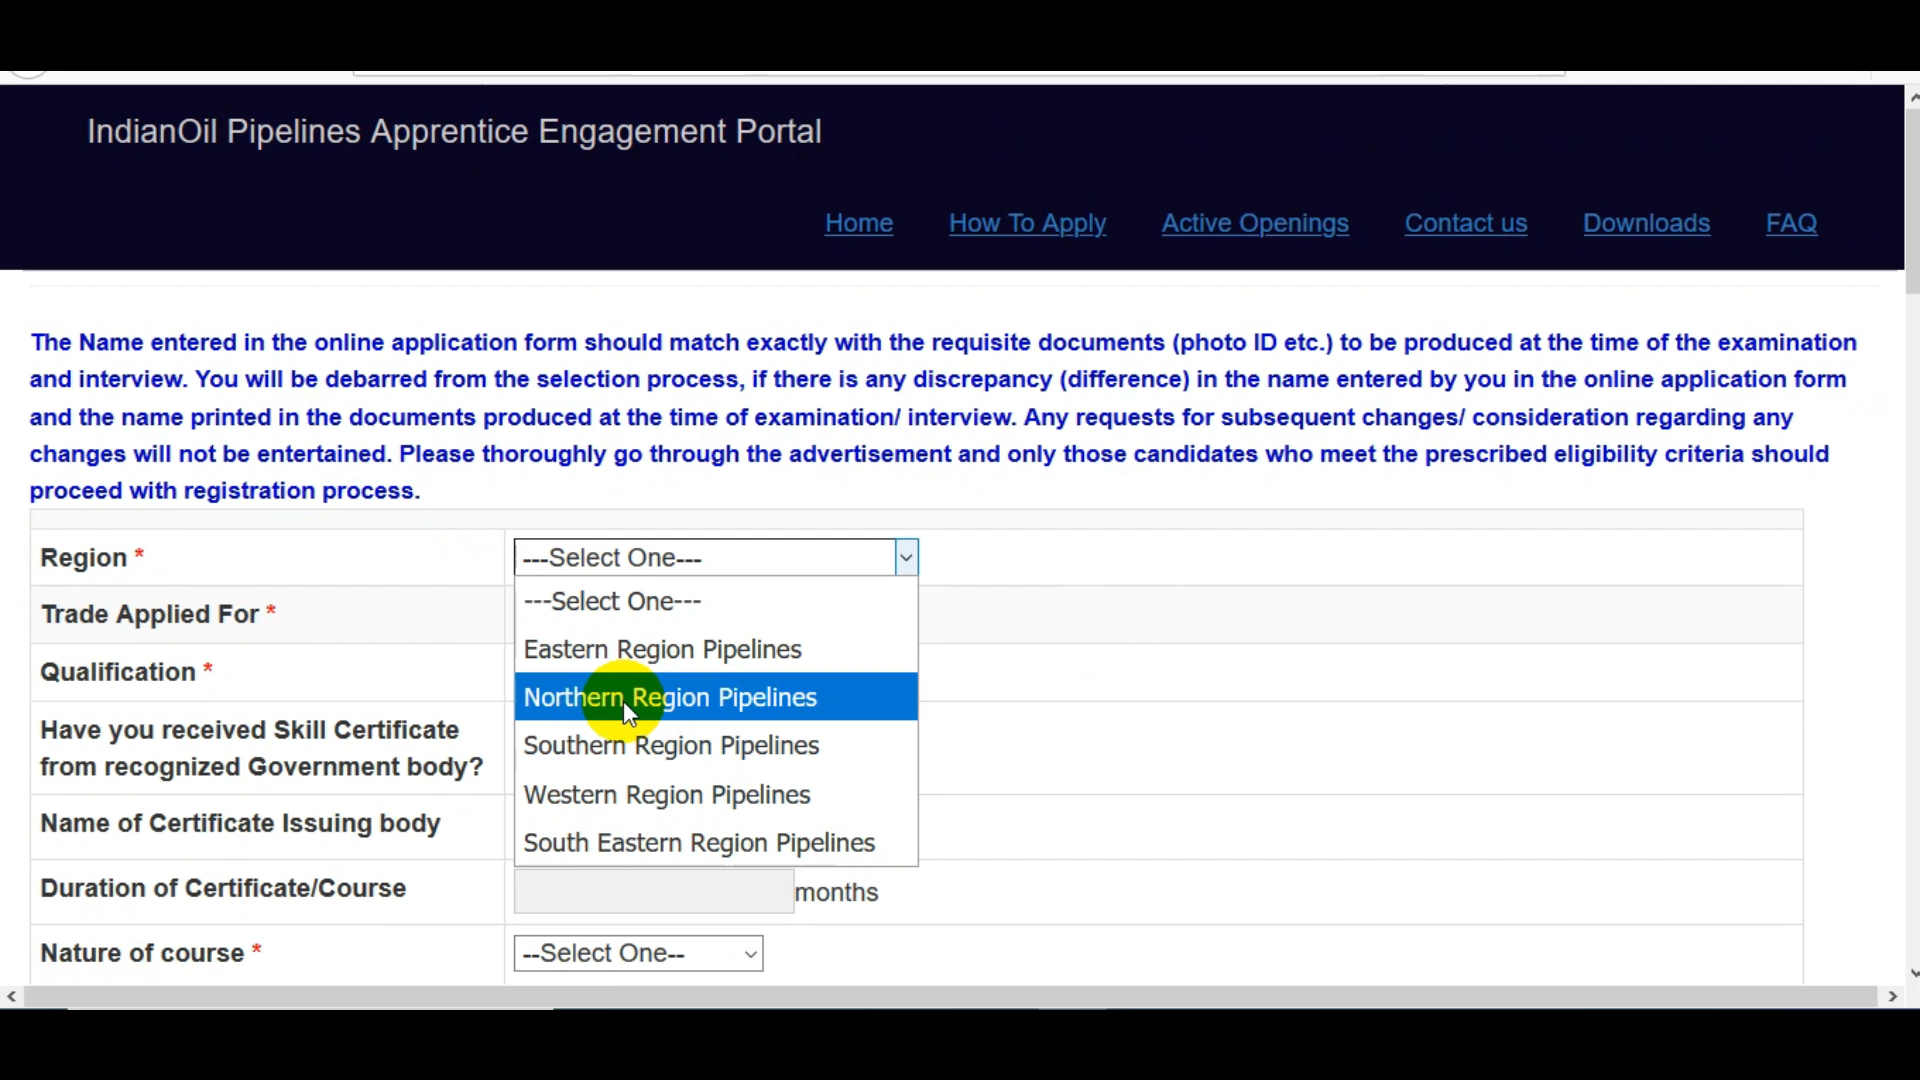 IndianOil Pipelines Apprentice Engagement Portal
Home How To Apply Active Openings Contact us Downloads FAQ
The Name entered in the online application form should match exactly with the requisite documents (photo ID etc.) to be produced at the time of the examination
and interview. You will be debarred from the selection process, if there is any discrepancy (difference) in the name entered by you in the online application form
and the name printed in the documents produced at the time of examination/ interview. Any requests for subsequent changes/ consideration regarding any
changes will not be entertained. Please thoroughly go through the advertisement and only those candidates who meet the prescribed eligibility criteria should
proceed with registration process.
Region * ---Select One---
---Select One---
Trade Applied For *
Eastern Region Pipelines
Qualification *
Northern Region Pipelines
Have you received Skill Certificate
Southern Region Pipelines
from recognized Government body?
Western Region Pipelines
Name of Certificate Issuing body
South Eastern Region Pipelines
Duration of Certificate/Course months
Nature of course * --Select One--